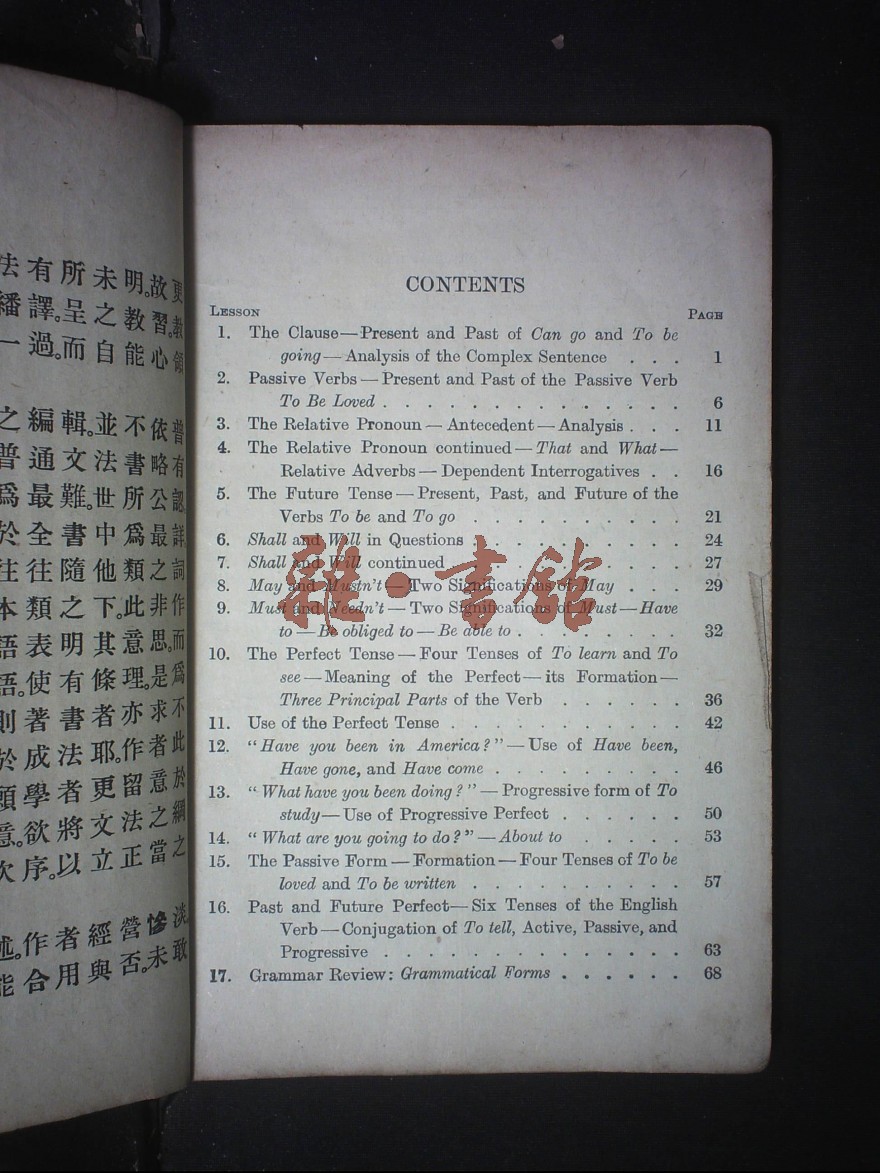 法有所未明。故更
繙譯。呈之教習。教
一過。而自能心領
之編輯。並不依普
普通文法書略有
爲最難。世所公認
於全書中爲最詳
往往隨他類之詞
本類之下。此非作
語表明其意思。而
語。使有條理。是爲
則著書者亦求不
於成法耶。作者此
願學者更留意於
意。欲將文法之綱
次序。以立正當之
述。作者經營慘淡
能合用與否。未敢
CONTENTS
LESSON PAGE
1. The Clause—Present and Past of Can go and To be
going—Analysis of the Complex Sentence . . . 1
2. Passive Verbs—Present and Past of the Passive Verb
To Be Loved . . . . . . . . . . . . . . 6
3. The Relative Pronoun—Antecedent—Analysis . . . 11
4. The Relative Pronoun continued—That and What—
Relative Adverbs—Dependent Interrogatives . . 16
5. The Future Tense—Present, Past, and Future of the
Verbs To be and To go . . . . . . . . . . 21
6. Shall and Will in Questions . . . . . . . . . 24
7. Shall and Will continued . . . . . . . . . . 27
8. May and Mustn't—Two Significations of May . . . 29
9. Must and Needn't—Two Significations of Must—Have
to—Be obliged to—Be able to . . . . . . . . 32
10. The Perfect Tense—Four Tenses of To learn and To
see—Meaning of the Perfect—its Formation—
Three Principal Parts of the Verb . . . . . . 36
11. Use of the Perfect Tense . . . . . . . . . . 42
12. "Have you been in America?"—Use of Have been,
Have gone, and Have come . . . . . . . . . 46
13. "What have you been doing?"—Progressive form of To
study—Use of Progressive Perfect . . . . . . 50
14. "What are you going to do?"—About to . . . . . 53
15. The Passive Form—Formation—Four Tenses of To be
loved and To be written . . . . . . . . . . 57
16. Past and Future Perfect—Six Tenses of the English
Verb—Conjugation of To tell, Active, Passive, and
Progressive . . . . . . . . . . . . . . 63
17. Grammar Review: Grammatical Forms . . . . . . 68
雜·書館